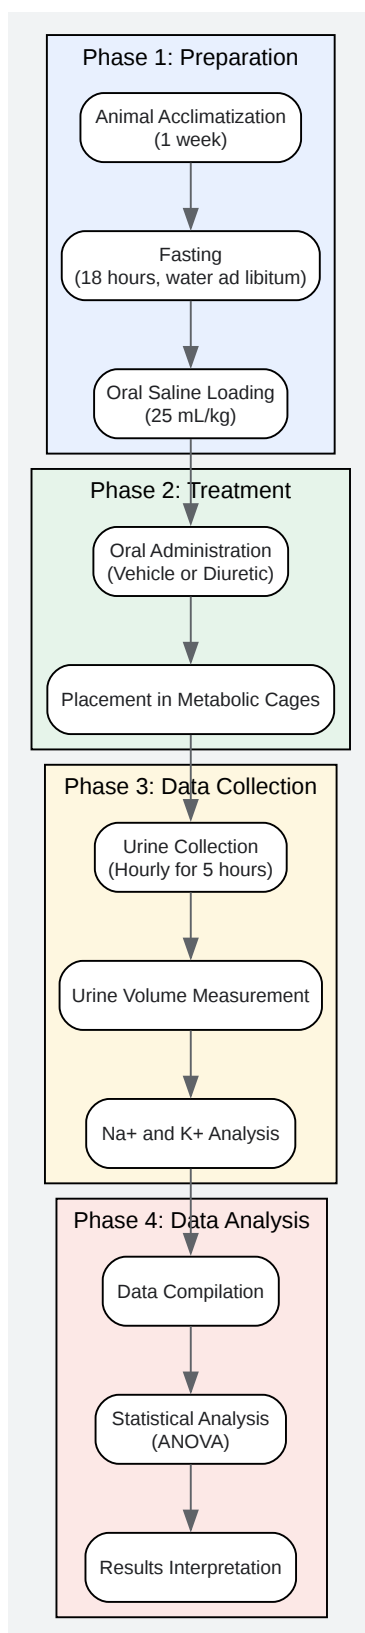 Phase 1: Preparation
Animal Acclimatization
(1 week)
Fasting
(18 hours, water ad libitum)
Oral Saline Loading
(25 mL/kg)
Phase 2: Treatment
Oral Administration
(Vehicle or Diuretic)
Placement in Metabolic Cages
Phase 3: Data Collection
Urine Collection
(Hourly for 5 hours)
Urine Volume Measurement
Na+ and K+ Analysis
Phase 4: Data Analysis
Data Compilation
Statistical Analysis
(ANOVA)
Results Interpretation